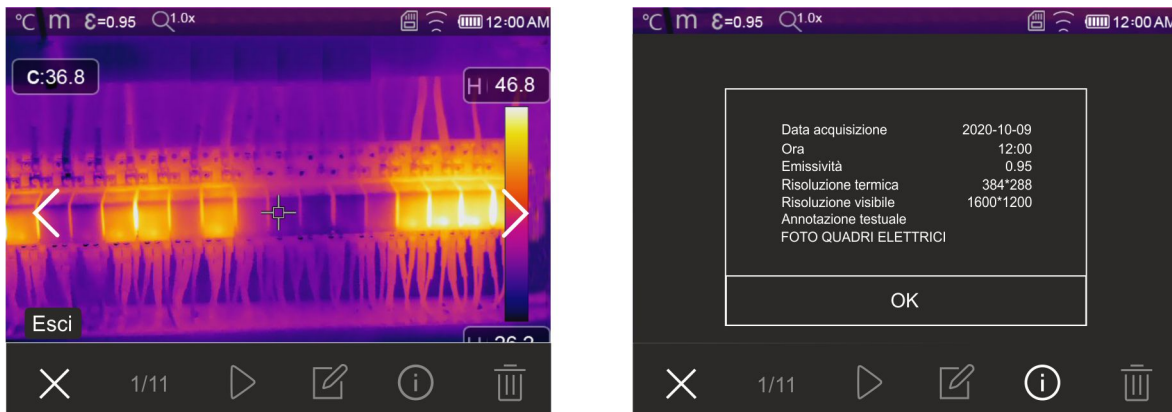 °C m ε=0.95 1.0x 12:00 AM
C:36.8
H 46.8
Esci
1/11
°C m ε=0.95 1.0x 12:00 AM
Data acquisizione 2020-10-09
Ora 12:00
Emissività 0.95
Risoluzione termica 384*288
Risoluzione visibile 1600*1200
Annotazione testuale
FOTO QUADRI ELETTRICI
OK
1/11